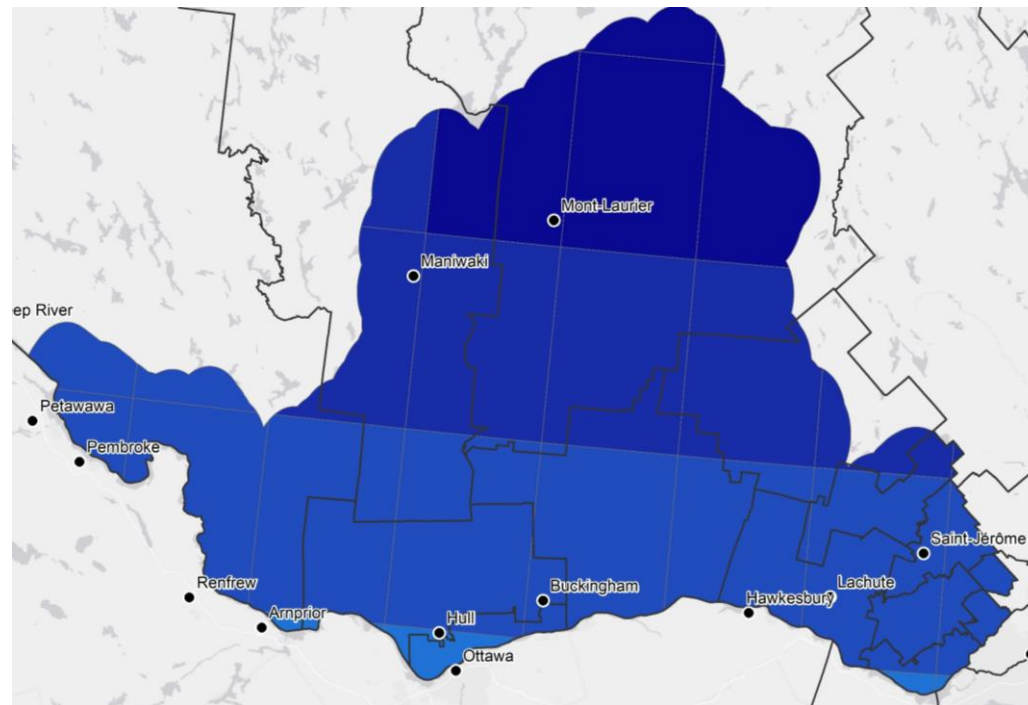 Mont-Laurier
Maniwaki
ep River
Petawawa
Pembroke
Saint-Jérôme
Renfrew
Buckingham
Lachute
Hawkesbury
Arnprior
Hull
Ottawa